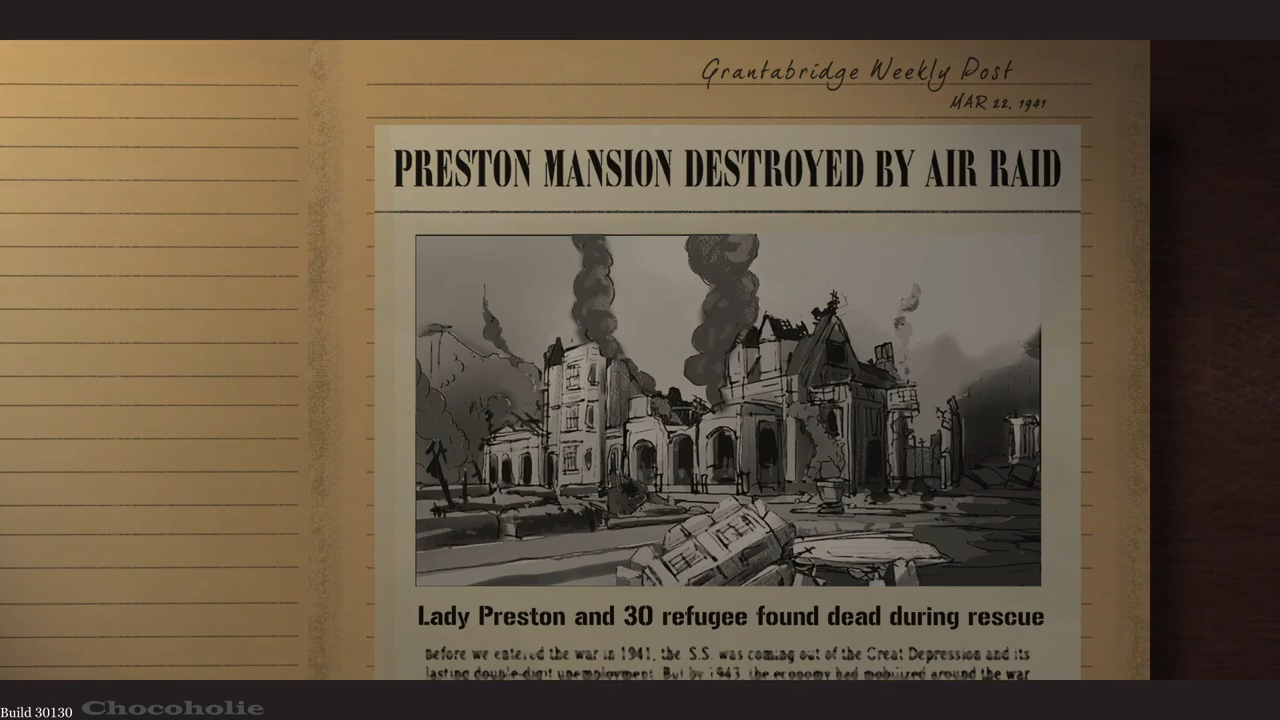 Grantabridge Weekly Post
MAR 22, 1941
PRESTON MANSION DESTROYED BY AIR RAID
Lady Preston and 30 refugee found dead during rescue
Before we entered the war in 1941, the S.S. was coming out of the Great Depression and its
lasting double-digit unemployment. But by 1943, the economy had mobilized around the war
Build 30130 Chocoholie